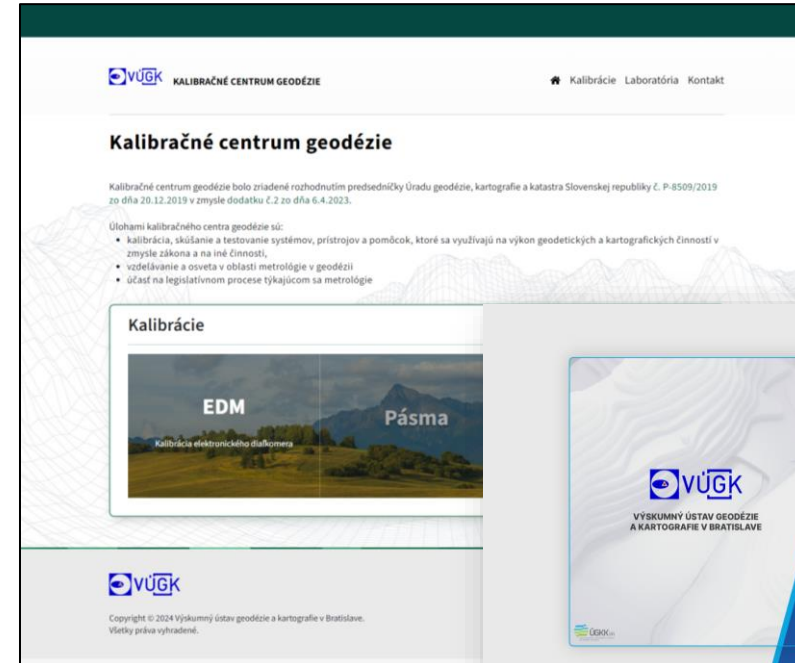 VÚGK KALIBRAČNÉ CENTRUM GEODÉZIE
Kalibrácie Laboratória Kontakt
Kalibračné centrum geodézie
Kalibračné centrum geodézie bolo zriadené rozhodnutím predsedníčky Úradu geodézie, kartografie a katastra Slovenskej republiky č. P-8509/2019
zo dňa 20.12.2019 v zmysle dodatku č.2 zo dňa 6.4.2023.
Úlohami kalibračného centra geodézie sú:
• kalibrácia, skúšanie a testovanie systémov, prístrojov a pomôcok, ktoré sa využívajú na výkon geodetických a kartografických činností v
zmysle zákona a na iné činnosti,
• vzdelávanie a osveta v oblasti metrológie v geodézii
• účasť na legislatívnom procese týkajúcom sa metrológie
Kalibrácie
EDM
Kalibrácia elektronického diaľkomera
Pásma
VÚGK
VÝSKUMNÝ ÚSTAV GEODÉZIE
A KARTOGRAFIE V BRATISLAVE
VÚGK
Copyright © 2024 Výskumný ústav geodézie a kartografie v Bratislave.
Všetky práva vyhradené.
ÚGKK SR